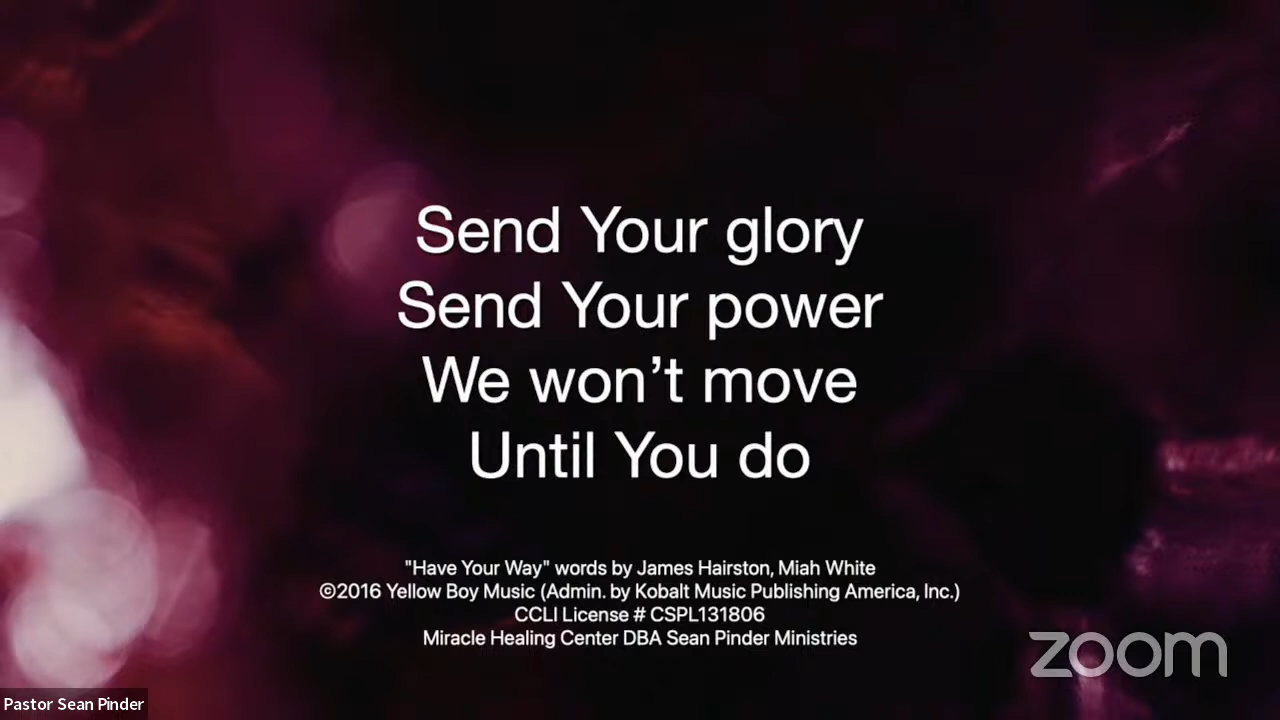 Send Your glory
Send Your power
We won’t move
Until You do
"Have Your Way" words by James Hairston, Miah White
©2016 Yellow Boy Music (Admin. by Kobalt Music Publishing America, Inc.)
CCLI License # CSPL131806
Miracle Healing Center DBA Sean Pinder Ministries
zoom
Pastor Sean Pinder